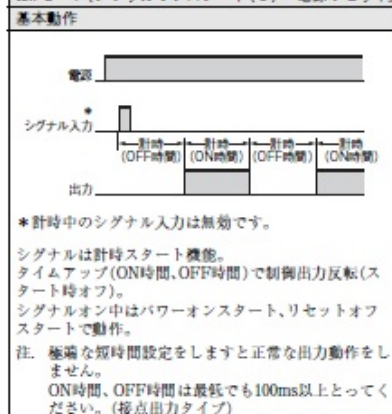 基本動作
電源
*
シグナル入力
計時 計時 計時 計時
(OFF時間) (ON時間) (OFF時間) (ON時間)
出力
*計時中のシグナル入力は無効です。
シグナルは計時スタート機能。
タイムアップ(ON時間、OFF時間)で制御出力反転(ス
タート時オフ)。
シグナルオン中はパワーオンスタート、リセットオフ
スタートで動作。
注. 極端な短時間設定をしますと正常な出力動作をし
ません。
ON時間、OFF時間は最低でも100ms以上とってく
ださい。(接点出力タイプ)